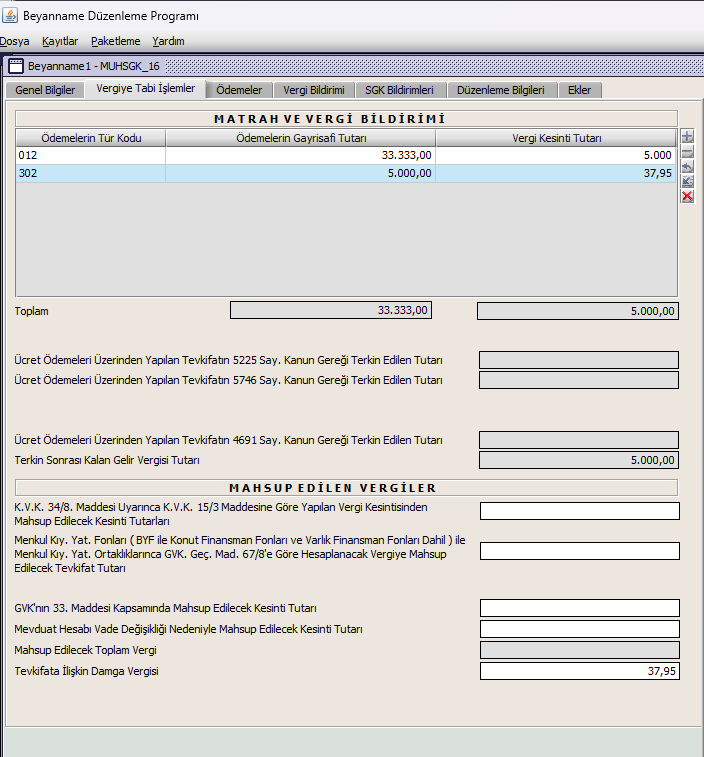 Beyanname Düzenleme Programı
Dosya Kayıtlar Paketleme Yardım
Beyanname1 - MUHSGK_16
Genel Bilgiler Vergiye Tabi İşlemler Ödemeler Vergi Bildirimi SGK Bildirimleri Düzenleme Bilgileri Ekler
MATRAH VE VERGİ BİLDİRİMİ
Ödemelerin Tür Kodu Ödemelerin Gayrisafi Tutarı Vergi Kesinti Tutarı
012 33.333,00 5.000
302 5.000,00 37,95
Toplam 33.333,00 5.000,00
Ücret Ödemeleri Üzerinden Yapılan Tevkifatın 5225 Say. Kanun Gereği Terkin Edilen Tutarı
Ücret Ödemeleri Üzerinden Yapılan Tevkifatın 5746 Say. Kanun Gereği Terkin Edilen Tutarı
Ücret Ödemeleri Üzerinden Yapılan Tevkifatın 4691 Say. Kanun Gereği Terkin Edilen Tutarı
Terkin Sonrası Kalan Gelir Vergisi Tutarı 5.000,00
MAHSUP EDİLEN VERGİLER
K.V.K. 34/8. Maddesi Uyarınca K.V.K. 15/3 Maddesine Göre Yapılan Vergi Kesintisinden
Mahsup Edilecek Kesinti Tutarları
Menkul Kıy. Yat. Fonları ( BYF ile Konut Finansman Fonları ve Varlık Finansman Fonları Dahil ) ile
Menkul Kıy. Yat. Ortaklıklarınca GVK. Geç. Mad. 67/8'e Göre Hesaplanacak Vergiye Mahsup
Edilecek Tevkifat Tutarı
GVK'nın 33. Maddesi Kapsamında Mahsup Edilecek Kesinti Tutarı
Mevduat Hesabı Vade Değişikliği Nedeniyle Mahsup Edilecek Kesinti Tutarı
Mahsup Edilecek Toplam Vergi
Tevkifata İlişkin Damga Vergisi 37,95